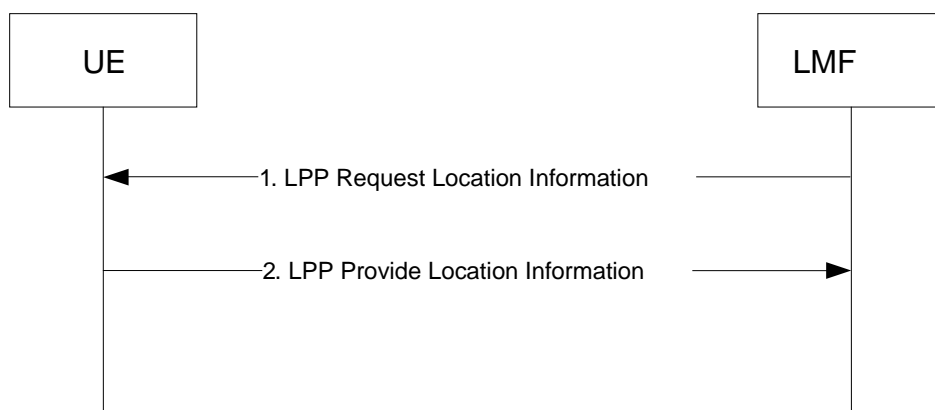 UE
LMF
1. LPP Request Location Information
2. LPP Provide Location Information